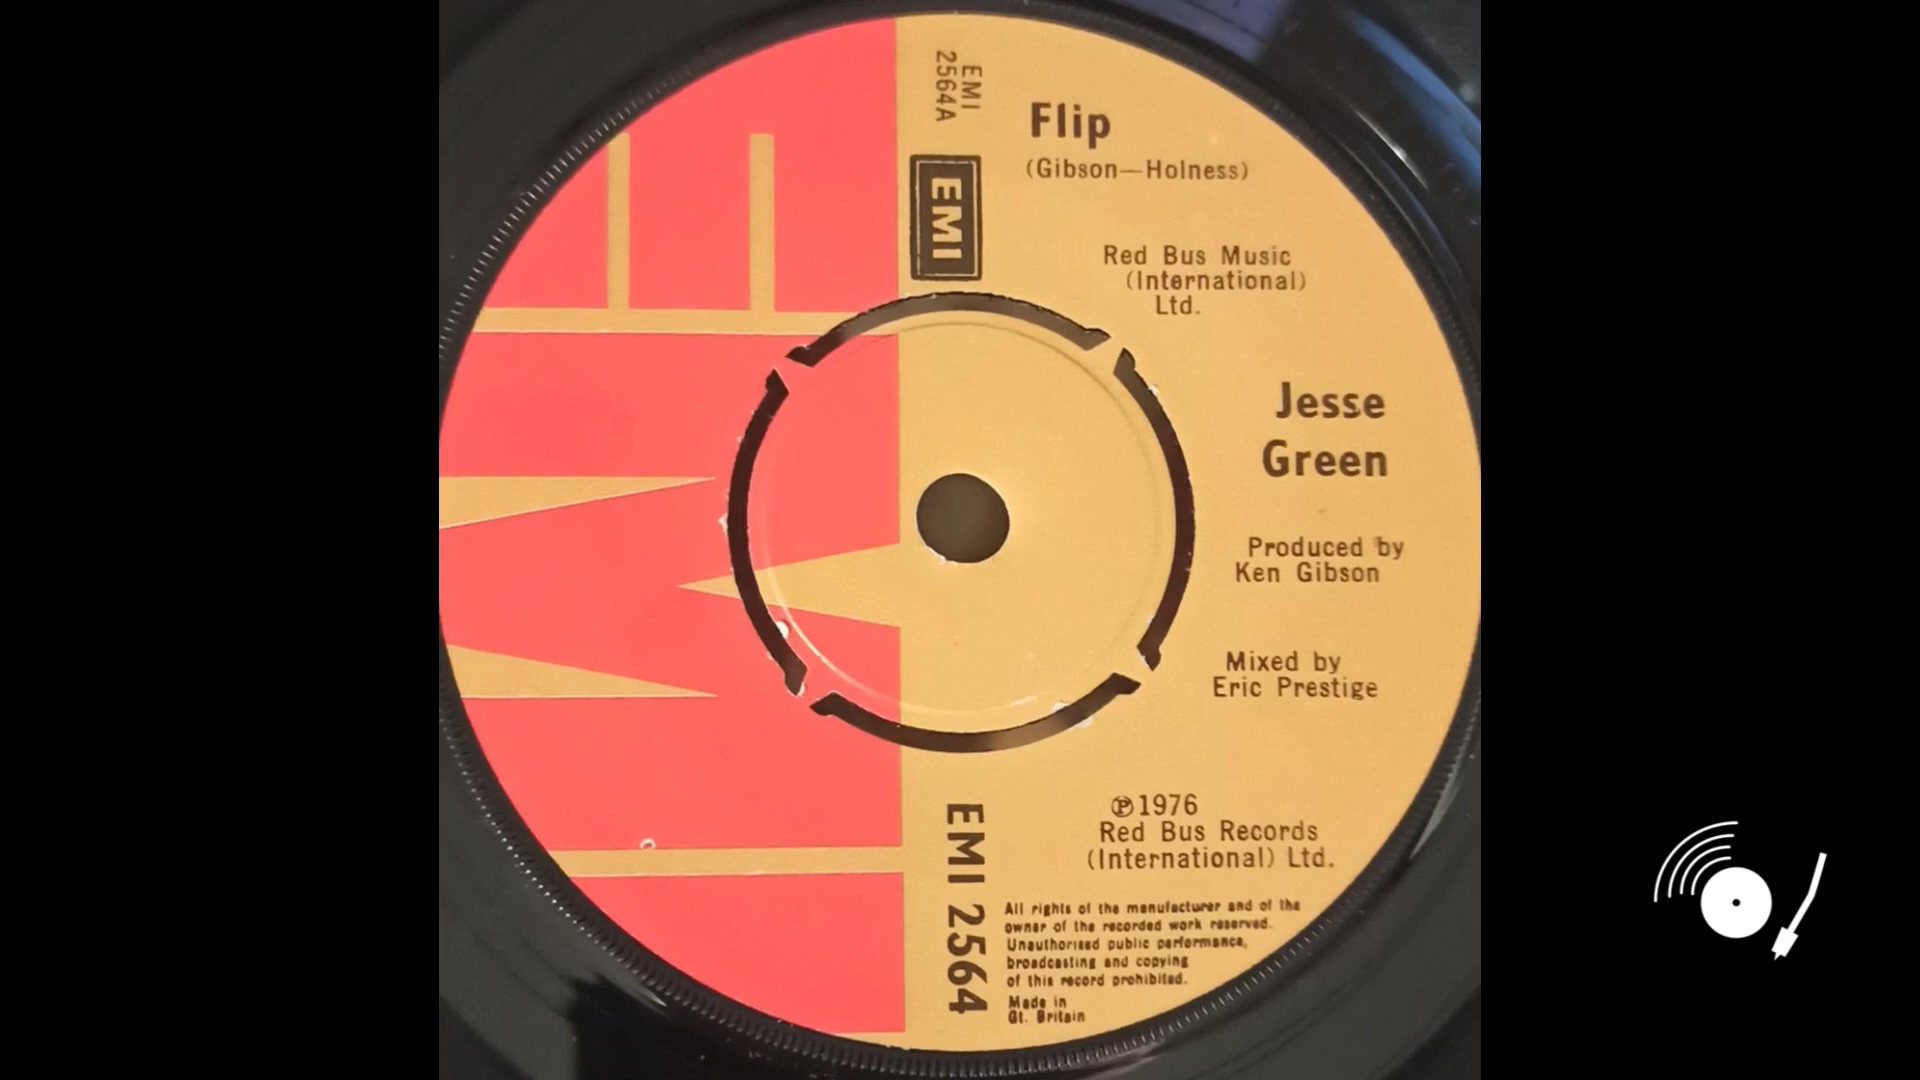 EMI
2564A
EMI
Flip
(Gibson—Holness)
Red Bus Music
(International)
Ltd.
Jesse
Green
Produced by
Ken Gibson
Mixed by
Eric Prestige
℗1976
Red Bus Records
(International) Ltd.
EMI 2564
All rights of the manufacturer and of the
owner of the recorded work reserved.
Unauthorised public performance,
broadcasting and copying
of this record prohibited.
Made in
Gt. Britain